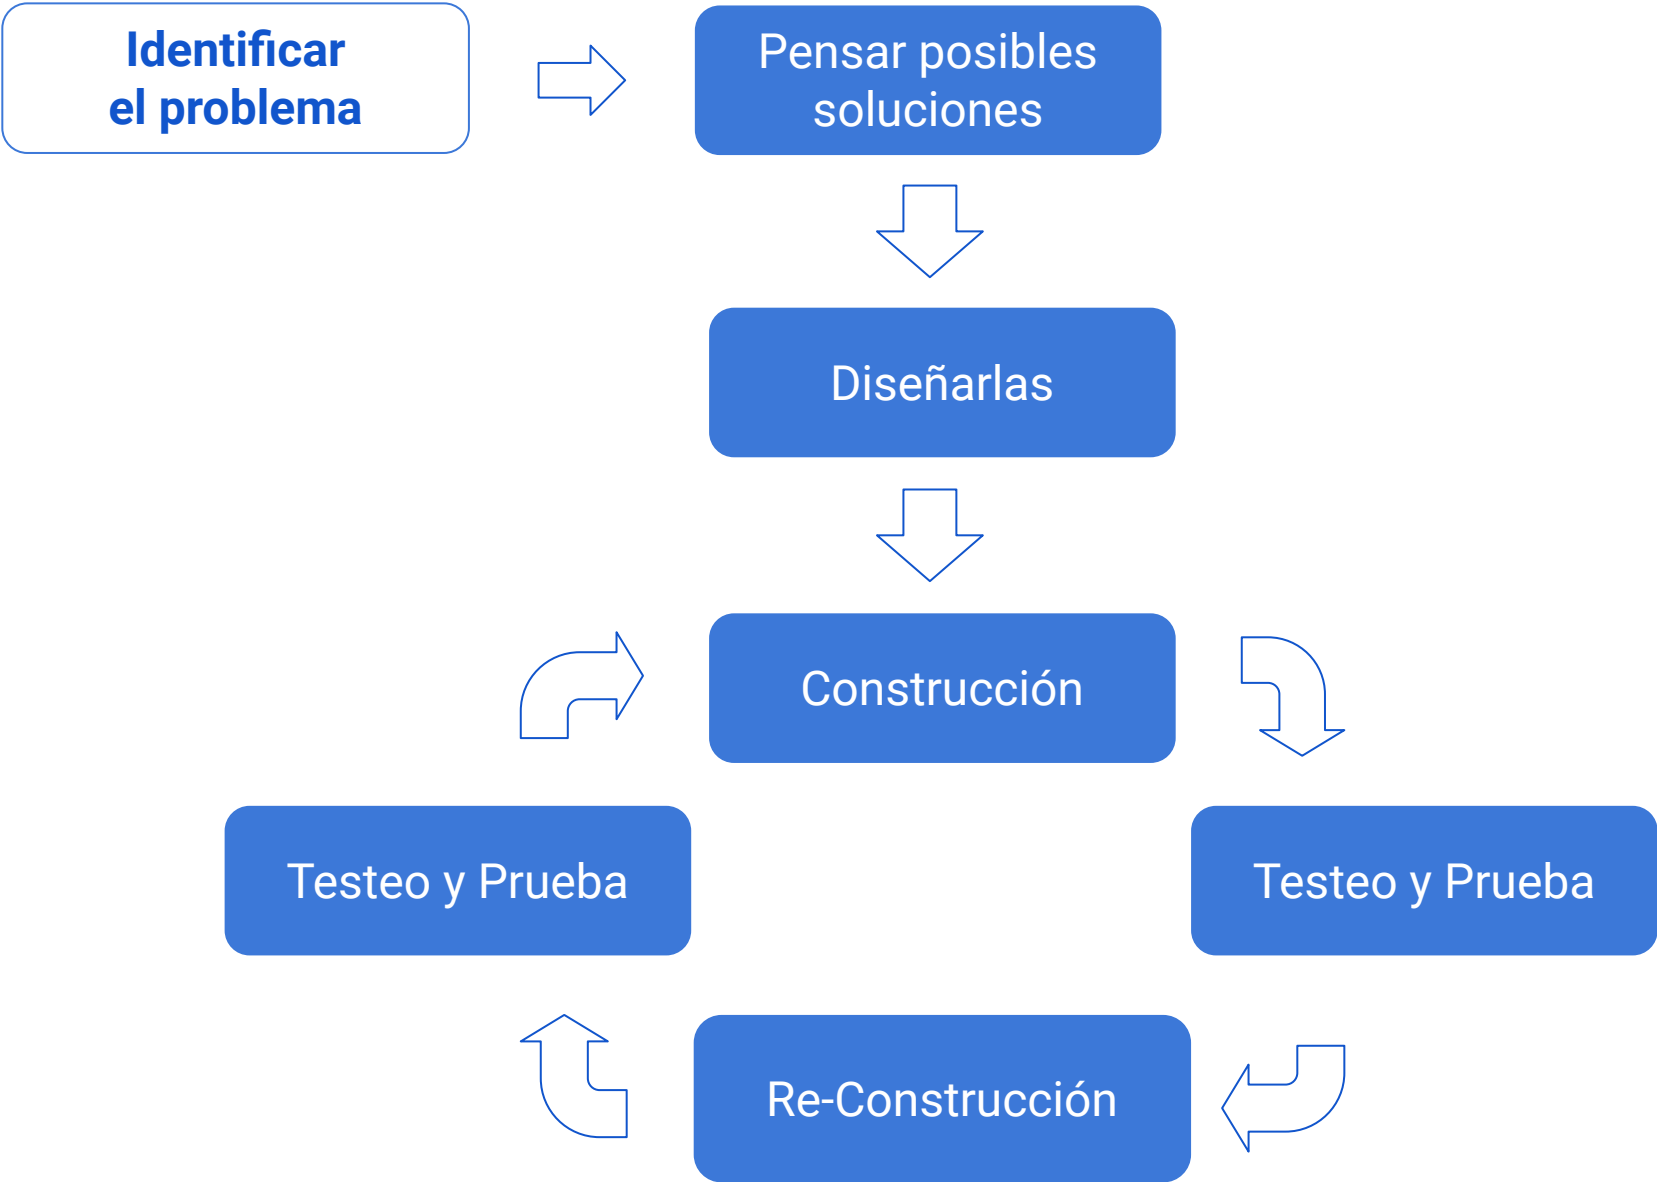 Identificar
el problema
Pensar posibles
soluciones
Diseñarlas
Construcción
Testeo y Prueba
Testeo y Prueba
Re-Construcción